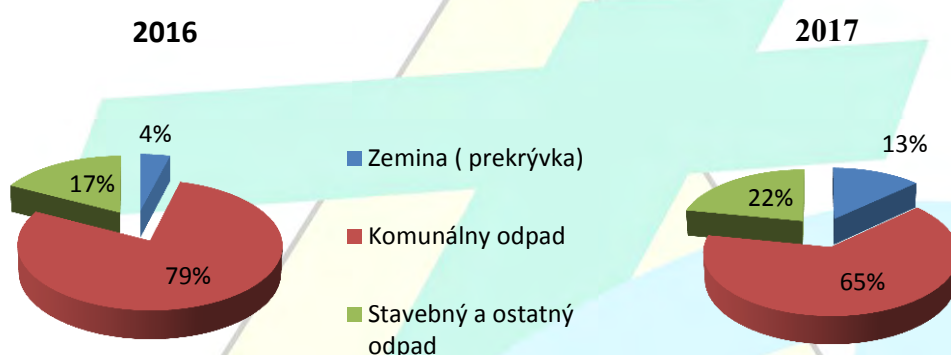 2016
2017
4%
17%
79%
Zemina ( prekrývka)
Komunálny odpad
Stavebný a ostatný
odpad
13%
22%
65%